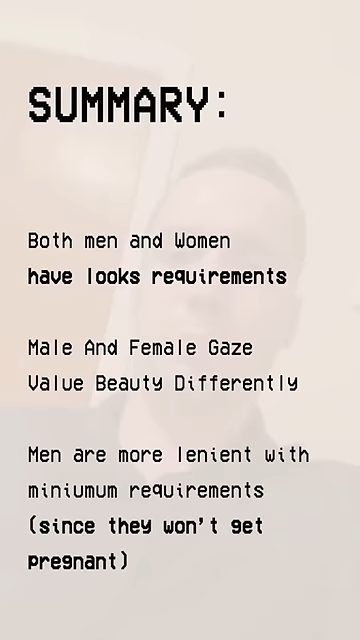 SUMMARY:
Both men and Women
have looks requirements
Male And Female Gaze
Value Beauty Differently
Men are more lenient with
miniumum requirements
(since they won't get
pregnant)